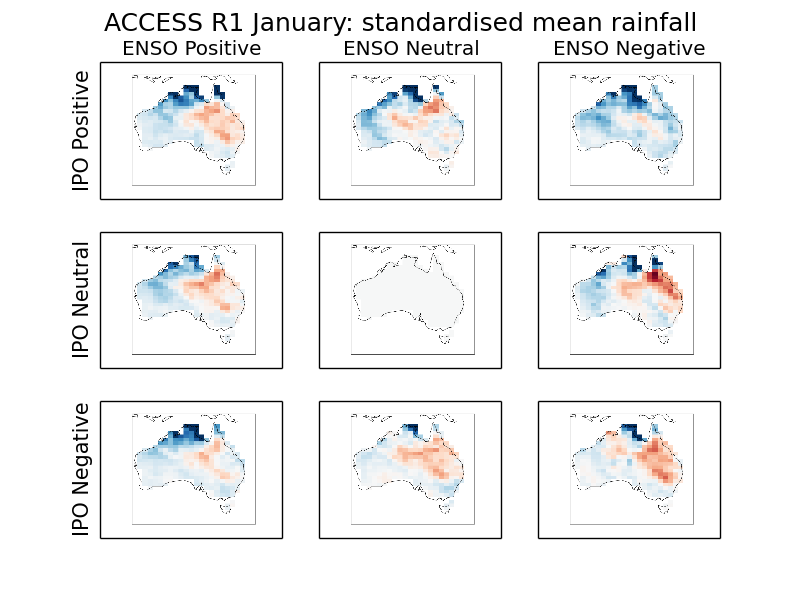 ACCESS R1 January: standardised mean rainfall
ENSO Positive ENSO Neutral ENSO Negative
IPO Positive
IPO Neutral
IPO Negative